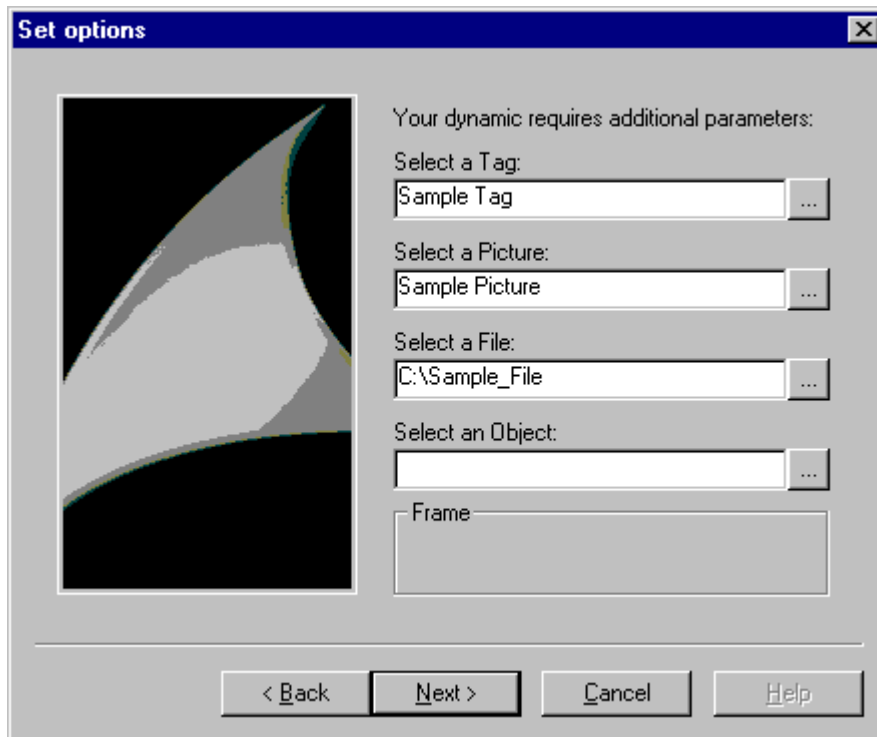 Set options
Your dynamic requires additional parameters:
Select a Tag:
Sample Tag
...
Select a Picture:
Sample Picture
...
Select a File:
C:\Sample_File
...
Select an Object:
...
Frame
< Back Next > Cancel Help